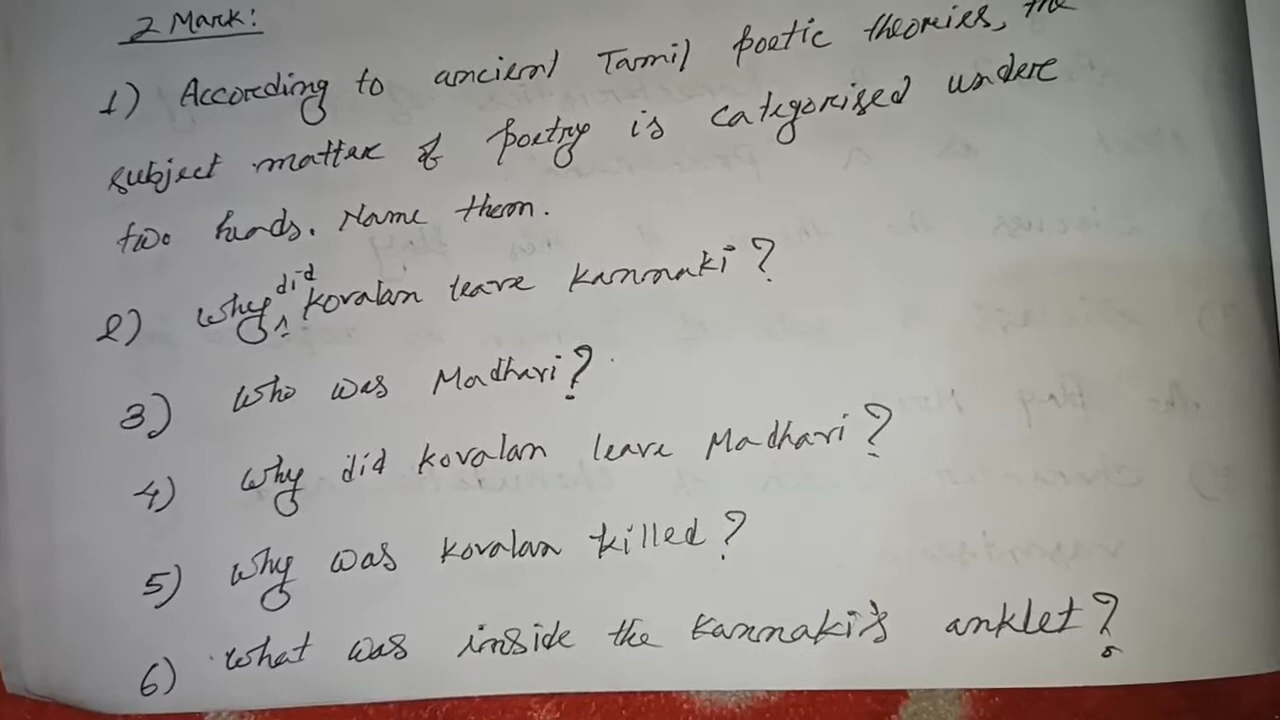 2 Mark:
1) According to ancient Tamil poetic theories, the
subject matter of poetry is categorised under
two heads. Name them.
2) Why did Kovalan leave Kannaki?
3) Who was Madhavi?
4) Why did Kovalan leave Madhavi?
5) Why was Kovalan killed?
6) What was inside the Kannaki's anklet?